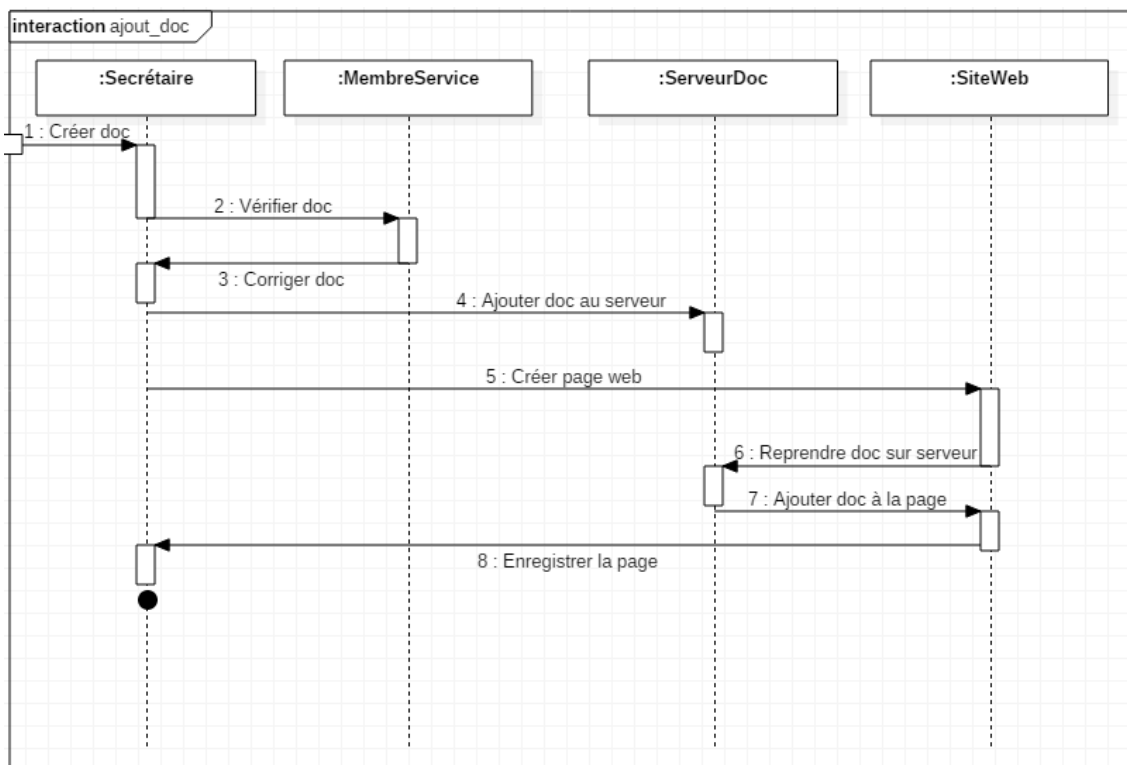 interaction ajout_doc
:Secrétaire
:MembreService
:ServeurDoc
:SiteWeb
1 : Créer doc
2 : Vérifier doc
3 : Corriger doc
4 : Ajouter doc au serveur
5 : Créer page web
6 : Reprendre doc sur serveur
7 : Ajouter doc à la page
8 : Enregistrer la page